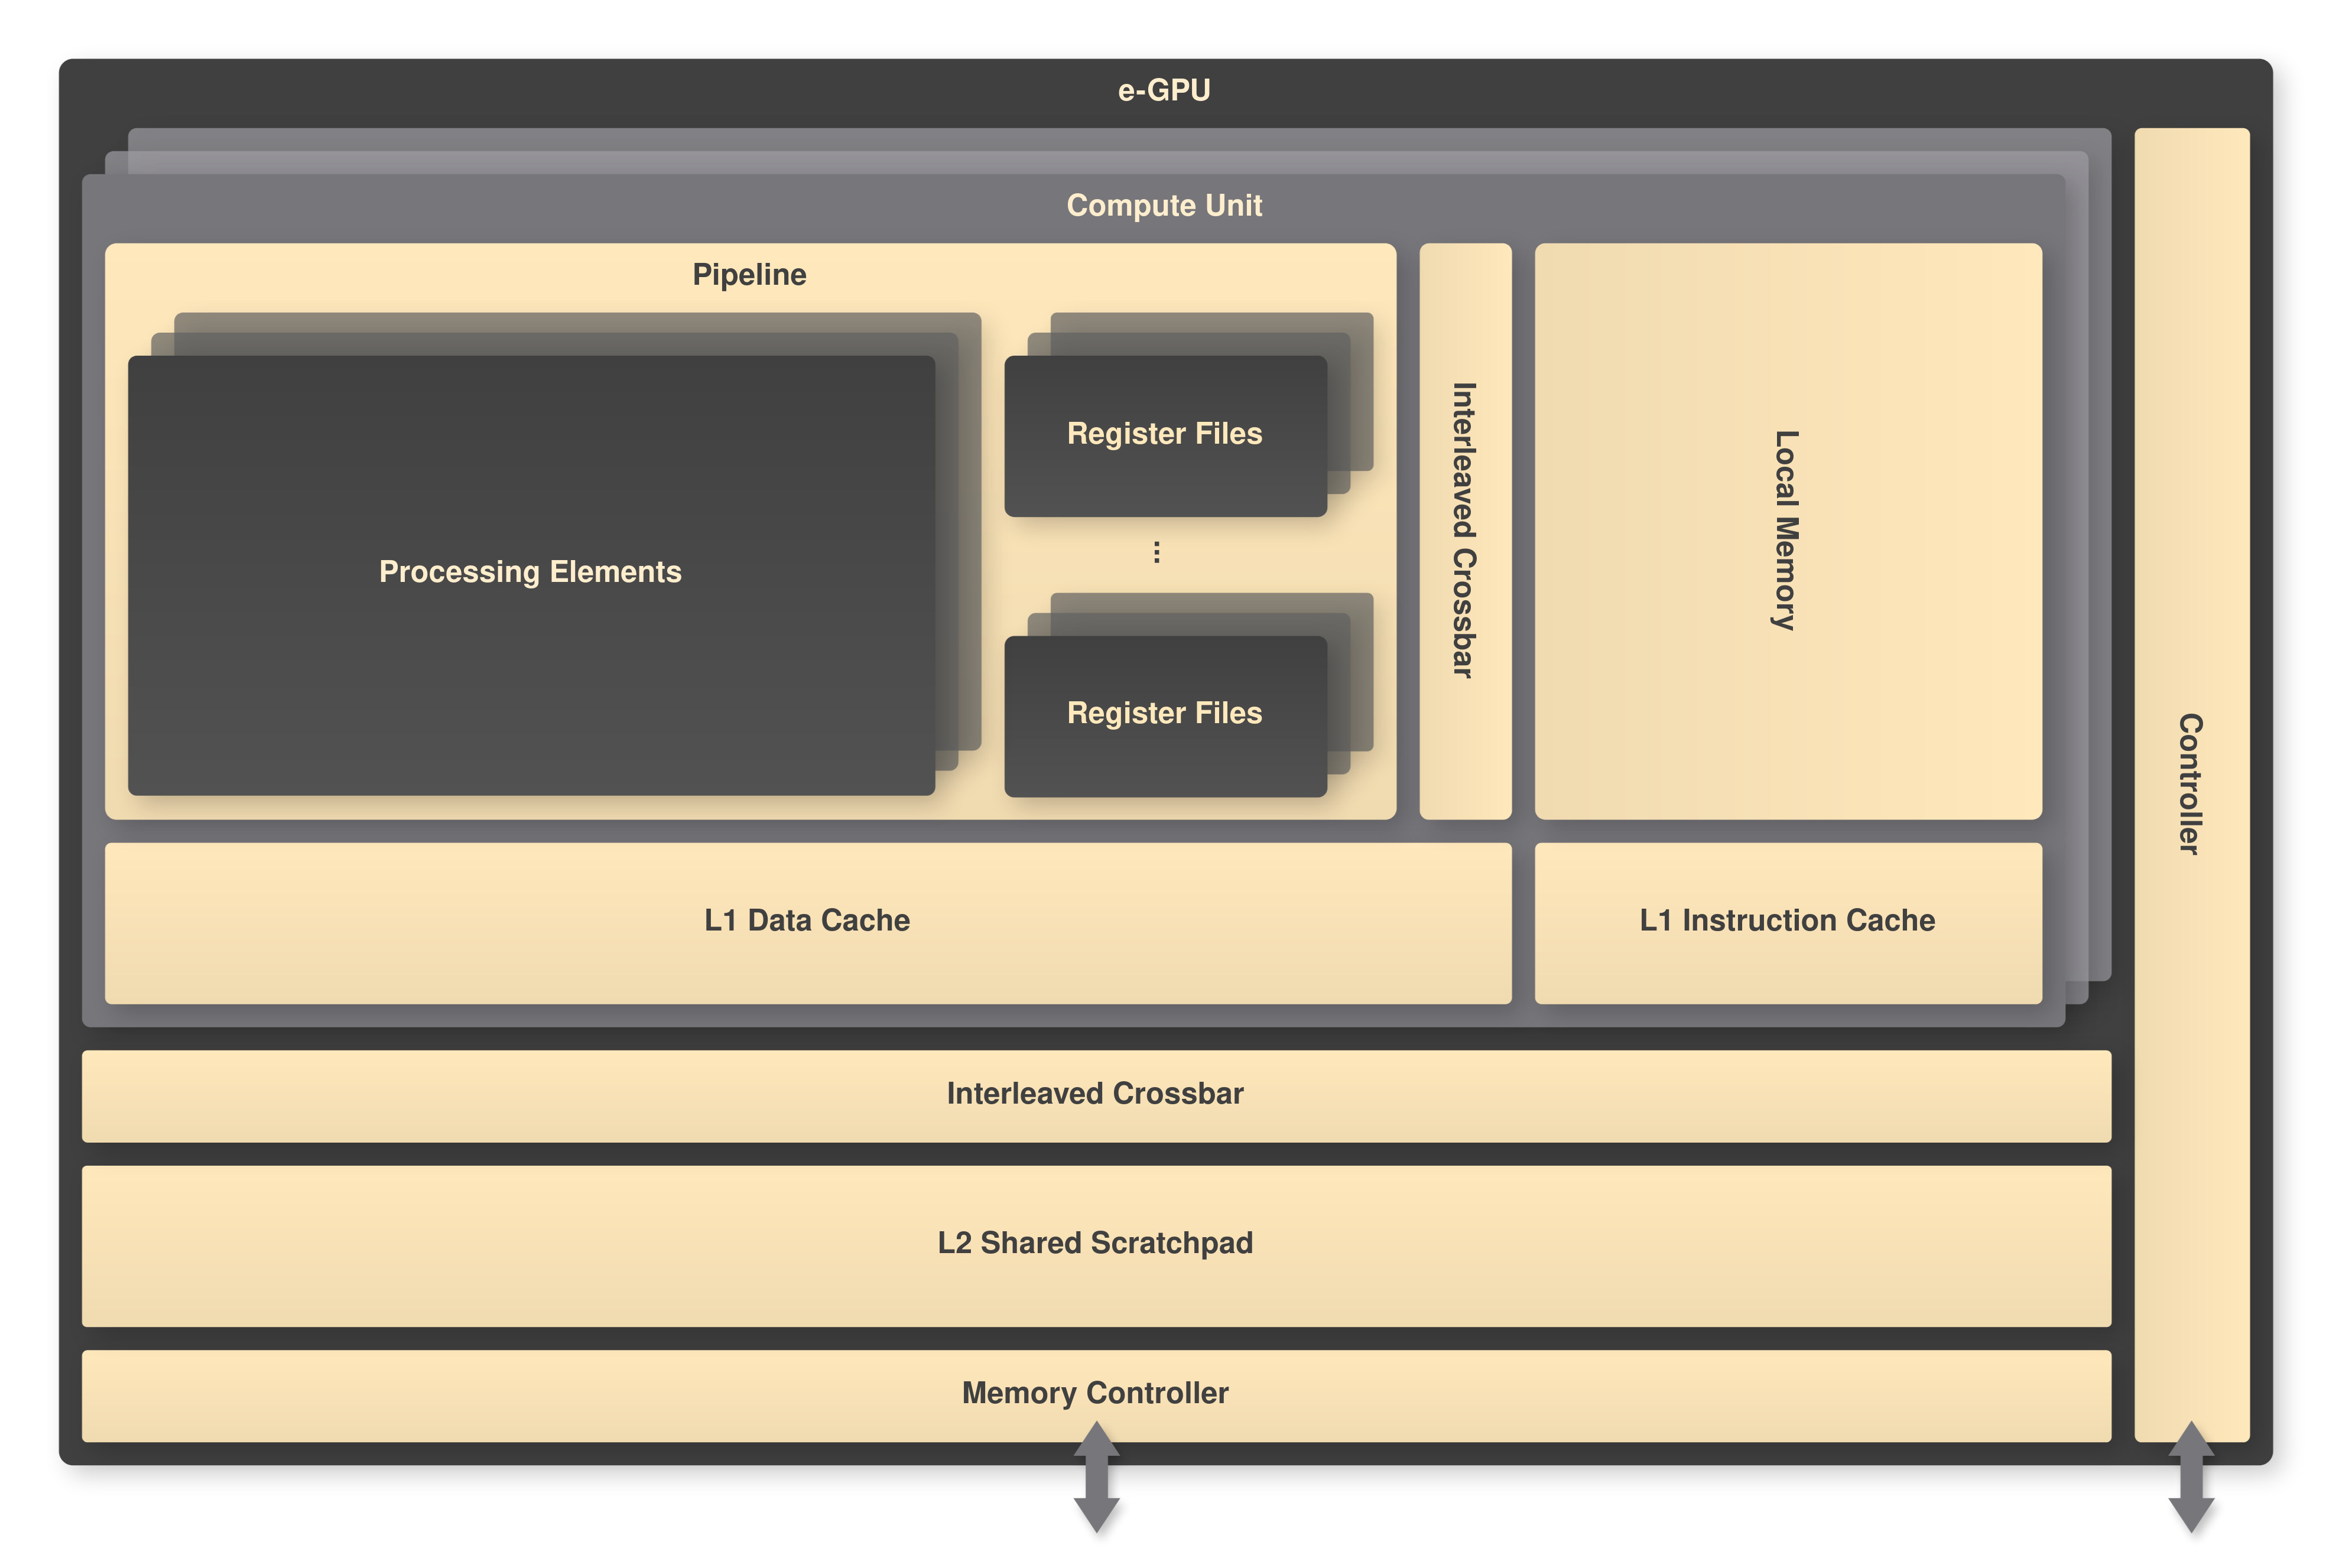 e-GPU
Compute Unit
Pipeline
Processing Elements
Register Files
...
Register Files
Interleaved Crossbar
Local Memory
Controller
L1 Data Cache
L1 Instruction Cache
Interleaved Crossbar
L2 Shared Scratchpad
Memory Controller